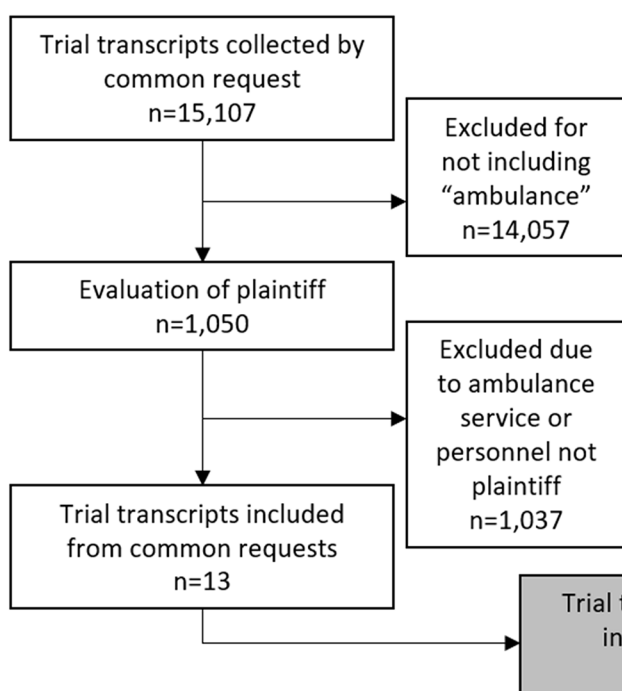 Trial transcripts collected by
common request
n=15,107
Excluded for
not including
“ambulance”
n=14,057
Evaluation of plaintiff
n=1,050
Excluded due
to ambulance
service or
personnel not
plaintiff
n=1,037
Trial transcripts included
from common requests
n=13
Trial